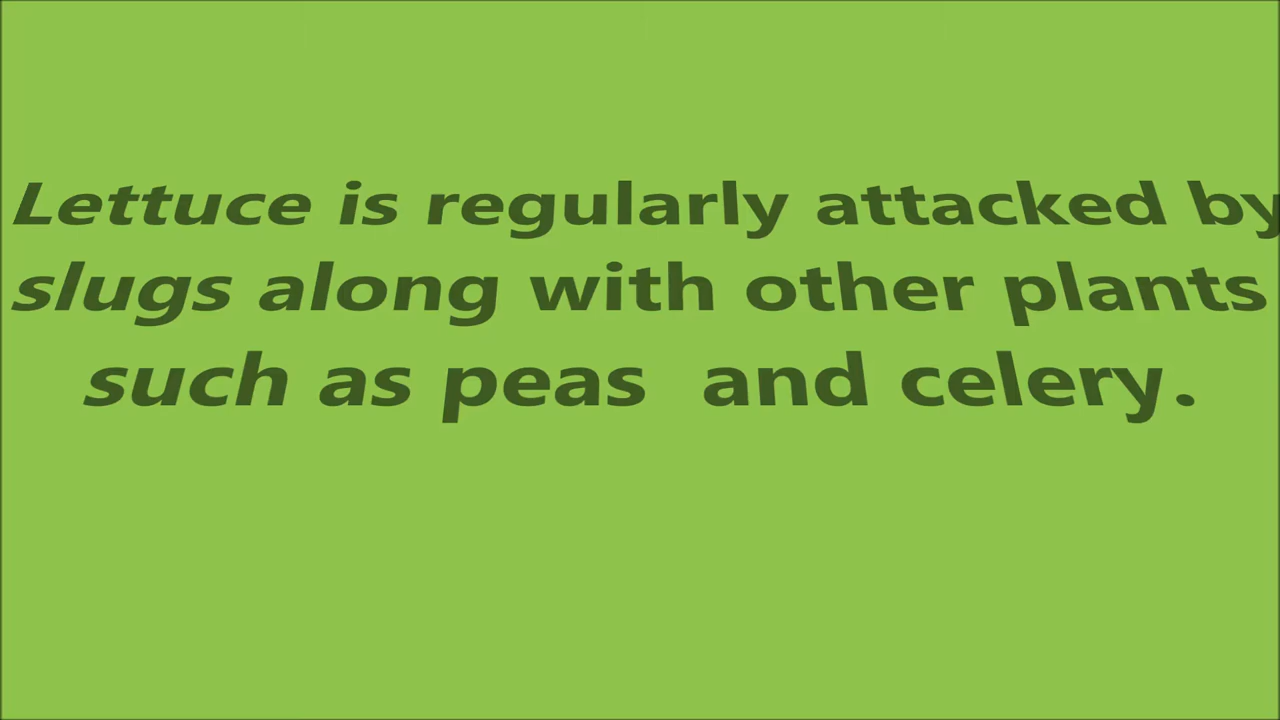 Lettuce is regularly attacked by
slugs along with other plants
such as peas  and celery.